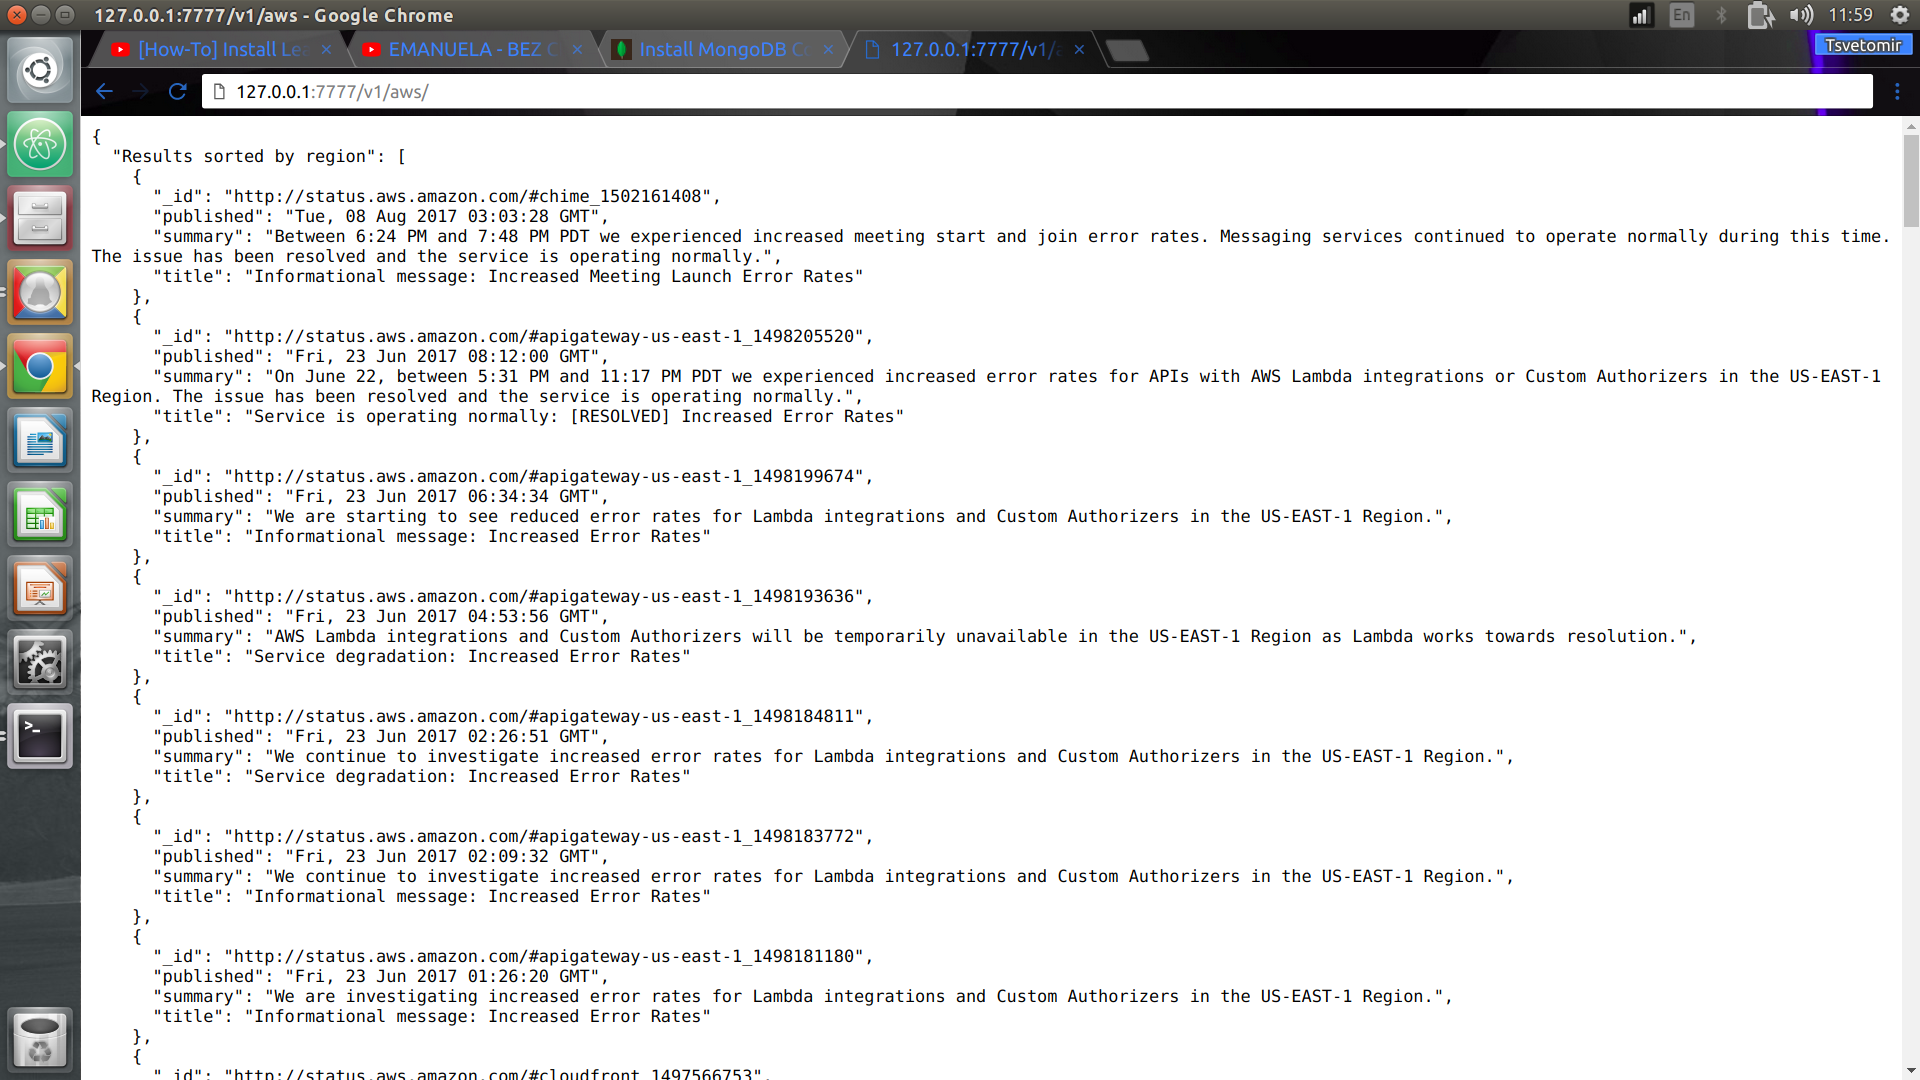 127.0.0.1:7777/v1/aws - Google Chrome
En
11:59
[How-To] Install Le
EMANUELA - BEZ
Install MongoDB C
127.0.0.1:7777/v1/a
Tsvetomir
127.0.0.1:7777/v1/aws/
{
"Results sorted by region": [
{
"_id": "http://status.aws.amazon.com/#chime_1502161408",
"published": "Tue, 08 Aug 2017 03:03:28 GMT",
"summary": "Between 6:24 PM and 7:48 PM PDT we experienced increased meeting start and join error rates. Messaging services continued to operate normally during this time.
The issue has been resolved and the service is operating normally.",
"title": "Informational message: Increased Meeting Launch Error Rates"
},
{
"_id": "http://status.aws.amazon.com/#apigateway-us-east-1_1498205520",
"published": "Fri, 23 Jun 2017 08:12:00 GMT",
"summary": "On June 22, between 5:31 PM and 11:17 PM PDT we experienced increased error rates for APIs with AWS Lambda integrations or Custom Authorizers in the US-EAST-1
Region. The issue has been resolved and the service is operating normally.",
"title": "Service is operating normally: [RESOLVED] Increased Error Rates"
},
{
"_id": "http://status.aws.amazon.com/#apigateway-us-east-1_1498199674",
"published": "Fri, 23 Jun 2017 06:34:34 GMT",
"summary": "We are starting to see reduced error rates for Lambda integrations and Custom Authorizers in the US-EAST-1 Region.",
"title": "Informational message: Increased Error Rates"
},
{
"_id": "http://status.aws.amazon.com/#apigateway-us-east-1_1498193636",
"published": "Fri, 23 Jun 2017 04:53:56 GMT",
"summary": "AWS Lambda integrations and Custom Authorizers will be temporarily unavailable in the US-EAST-1 Region as Lambda works towards resolution.",
"title": "Service degradation: Increased Error Rates"
},
{
"_id": "http://status.aws.amazon.com/#apigateway-us-east-1_1498184811",
"published": "Fri, 23 Jun 2017 02:26:51 GMT",
"summary": "We continue to investigate increased error rates for Lambda integrations and Custom Authorizers in the US-EAST-1 Region.",
"title": "Service degradation: Increased Error Rates"
},
{
"_id": "http://status.aws.amazon.com/#apigateway-us-east-1_1498183772",
"published": "Fri, 23 Jun 2017 02:09:32 GMT",
"summary": "We continue to investigate increased error rates for Lambda integrations and Custom Authorizers in the US-EAST-1 Region.",
"title": "Informational message: Increased Error Rates"
},
{
"_id": "http://status.aws.amazon.com/#apigateway-us-east-1_1498181180",
"published": "Fri, 23 Jun 2017 01:26:20 GMT",
"summary": "We are investigating increased error rates for Lambda integrations and Custom Authorizers in the US-EAST-1 Region.",
"title": "Informational message: Increased Error Rates"
},
{
"_id": "http://status.aws.amazon.com/#cloudfront_1497566753",